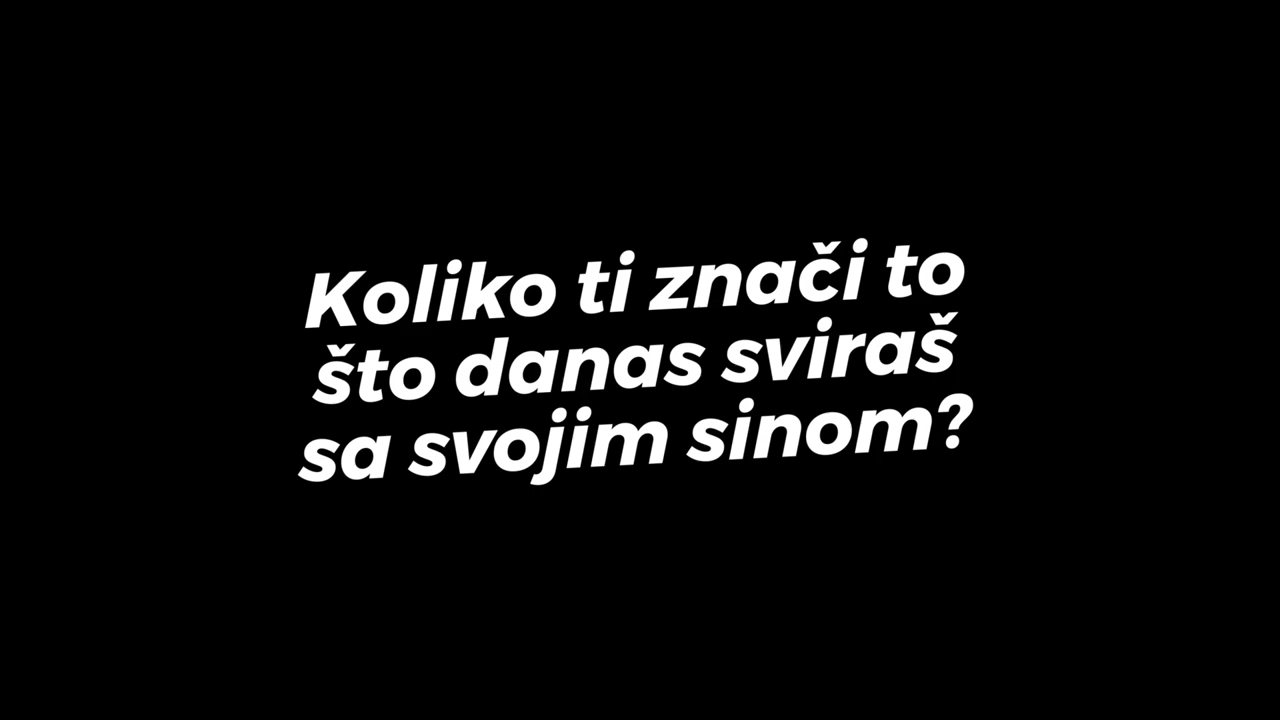 Koliko ti znači to
što danas sviraš
sa svojim sinom?